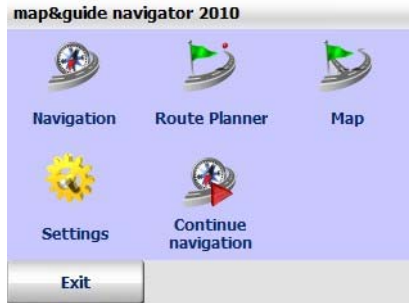 map&guide navigator 2010
Navigation
Route Planner
Map
Settings
Continue
navigation
Exit